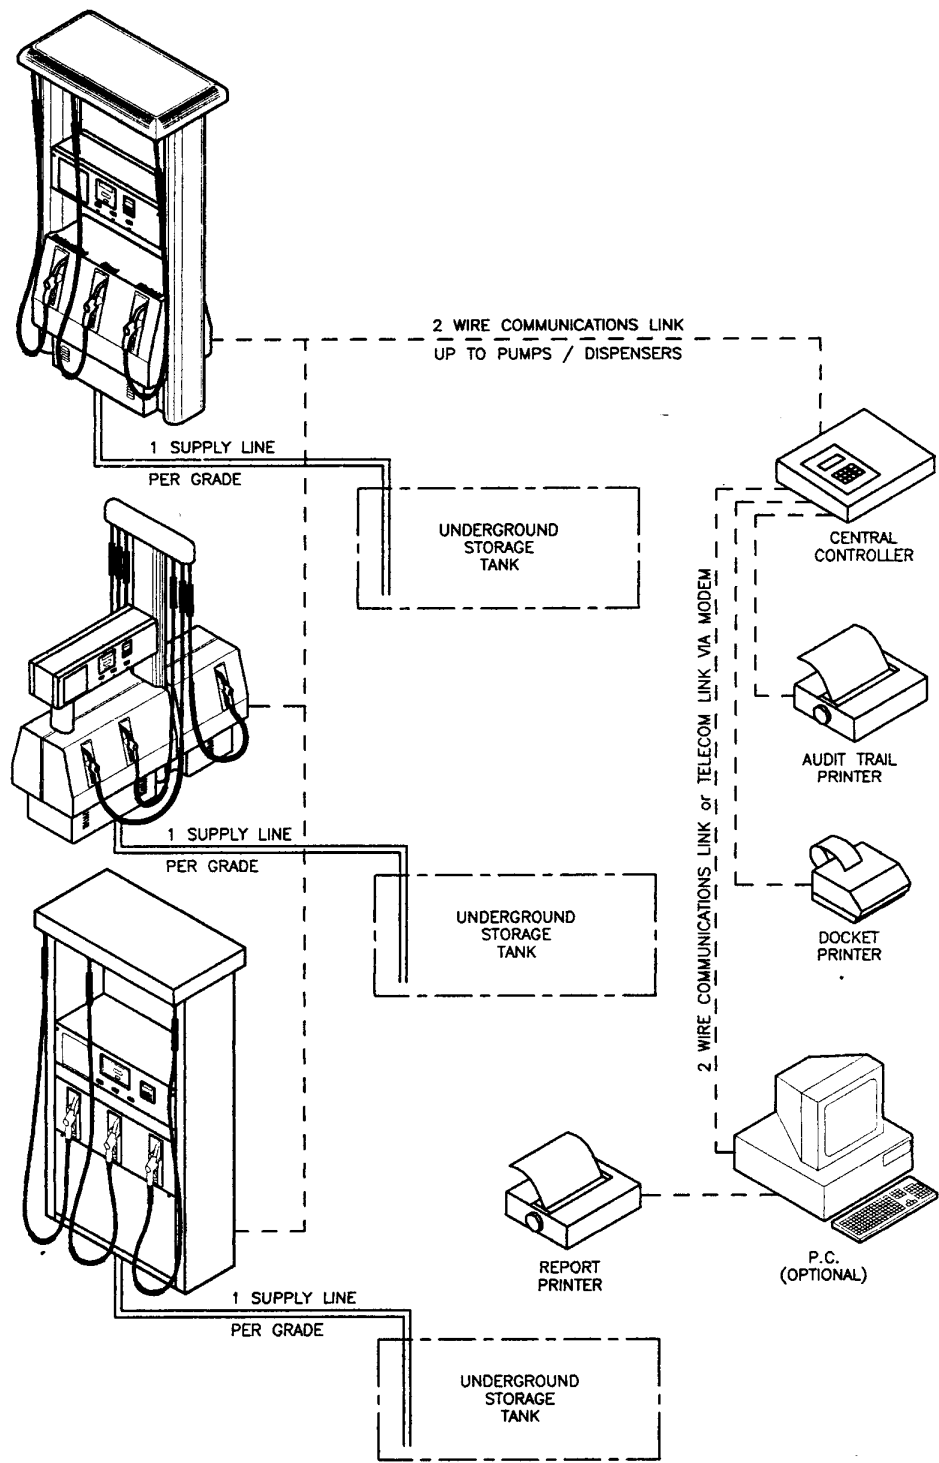 2 WIRE COMMUNICATIONS LINK
UP TO PUMPS / DISPENSERS
1 SUPPLY LINE
PER GRADE
UNDERGROUND
STORAGE
TANK
CENTRAL
CONTROLLER
2 WIRE COMMUNICATIONS LINK or TELECOM LINK VIA MODEM
AUDIT TRAIL
PRINTER
1 SUPPLY LINE
PER GRADE
UNDERGROUND
STORAGE
TANK
DOCKET
PRINTER
REPORT
PRINTER
P.C.
(OPTIONAL)
1 SUPPLY LINE
PER GRADE
UNDERGROUND
STORAGE
TANK